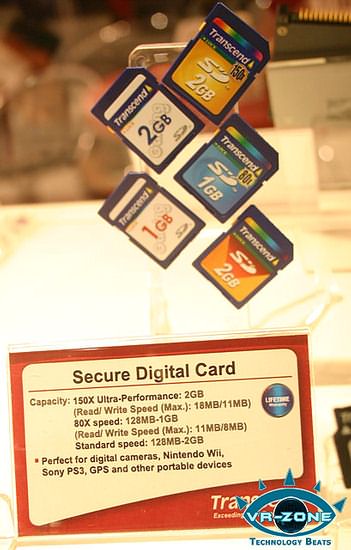 Transcend
150x
2GB
Transcend
2GB
Transcend
80x
1GB
Transcend
1GB
Transcend
2GB
Secure Digital Card
Capacity: 150X Ultra-Performance: 2GB
(Read/ Write Speed (Max.): 18MB/11MB)
80X speed: 128MB-1GB
(Read/ Write Speed (Max.): 11MB/8MB)
Standard speed: 128MB-2GB
LIFETIME
Perfect for digital cameras, Nintendo Wii,
Sony PS3, GPS and other portable devices
VR-ZONE
TECHNOLOGY BEATS